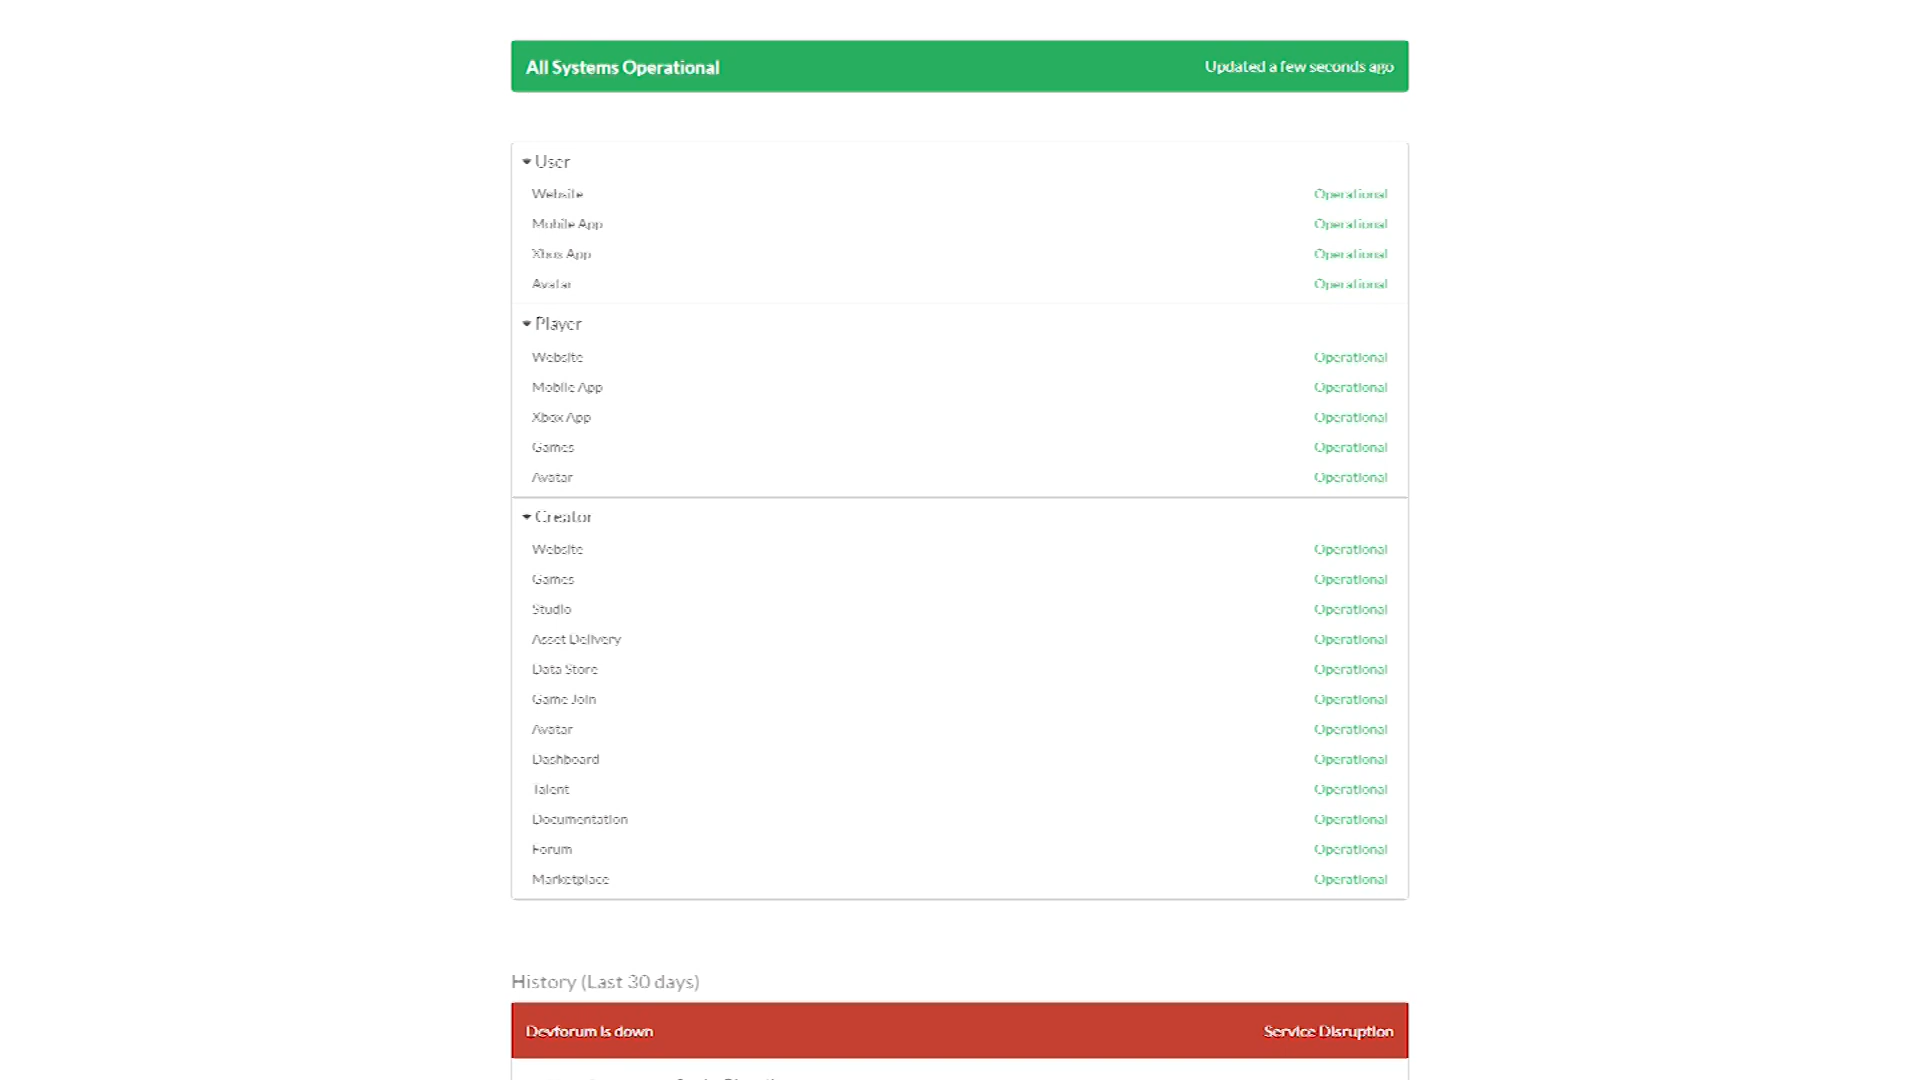 All Systems Operational Updated a few seconds ago
User
Website Operational
Mobile App Operational
Xbox App Operational
Avatar Operational
Player
Website Operational
Mobile App Operational
Xbox App Operational
Games Operational
Avatar Operational
Creator
Website Operational
Games Operational
Studio Operational
Asset Delivery Operational
Data Store Operational
Game Join Operational
Avatar Operational
Dashboard Operational
Talent Operational
Documentation Operational
Forum Operational
Marketplace Operational
History (Last 30 days)
Devforum is down Service Disruption